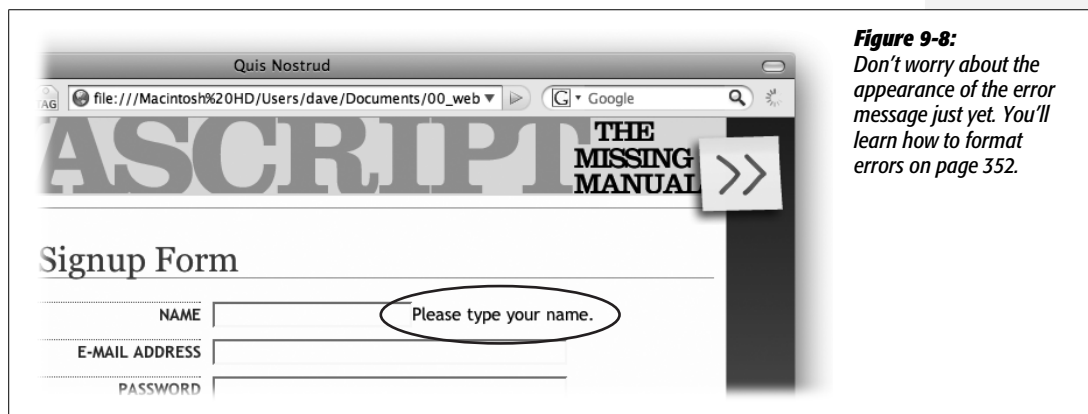 Figure 9-8:
Don't worry about the
appearance of the error
message just yet. You'll
learn how to format
errors on page 352.
Quis Nostrud
TAG
file:///Macintosh%20HD/Users/dave/Documents/00_web
G
Google
ASCRIPT
THE
MISSING
MANUAL
>>
Signup Form
NAME
Please type your name.
E-MAIL ADDRESS
PASSWORD